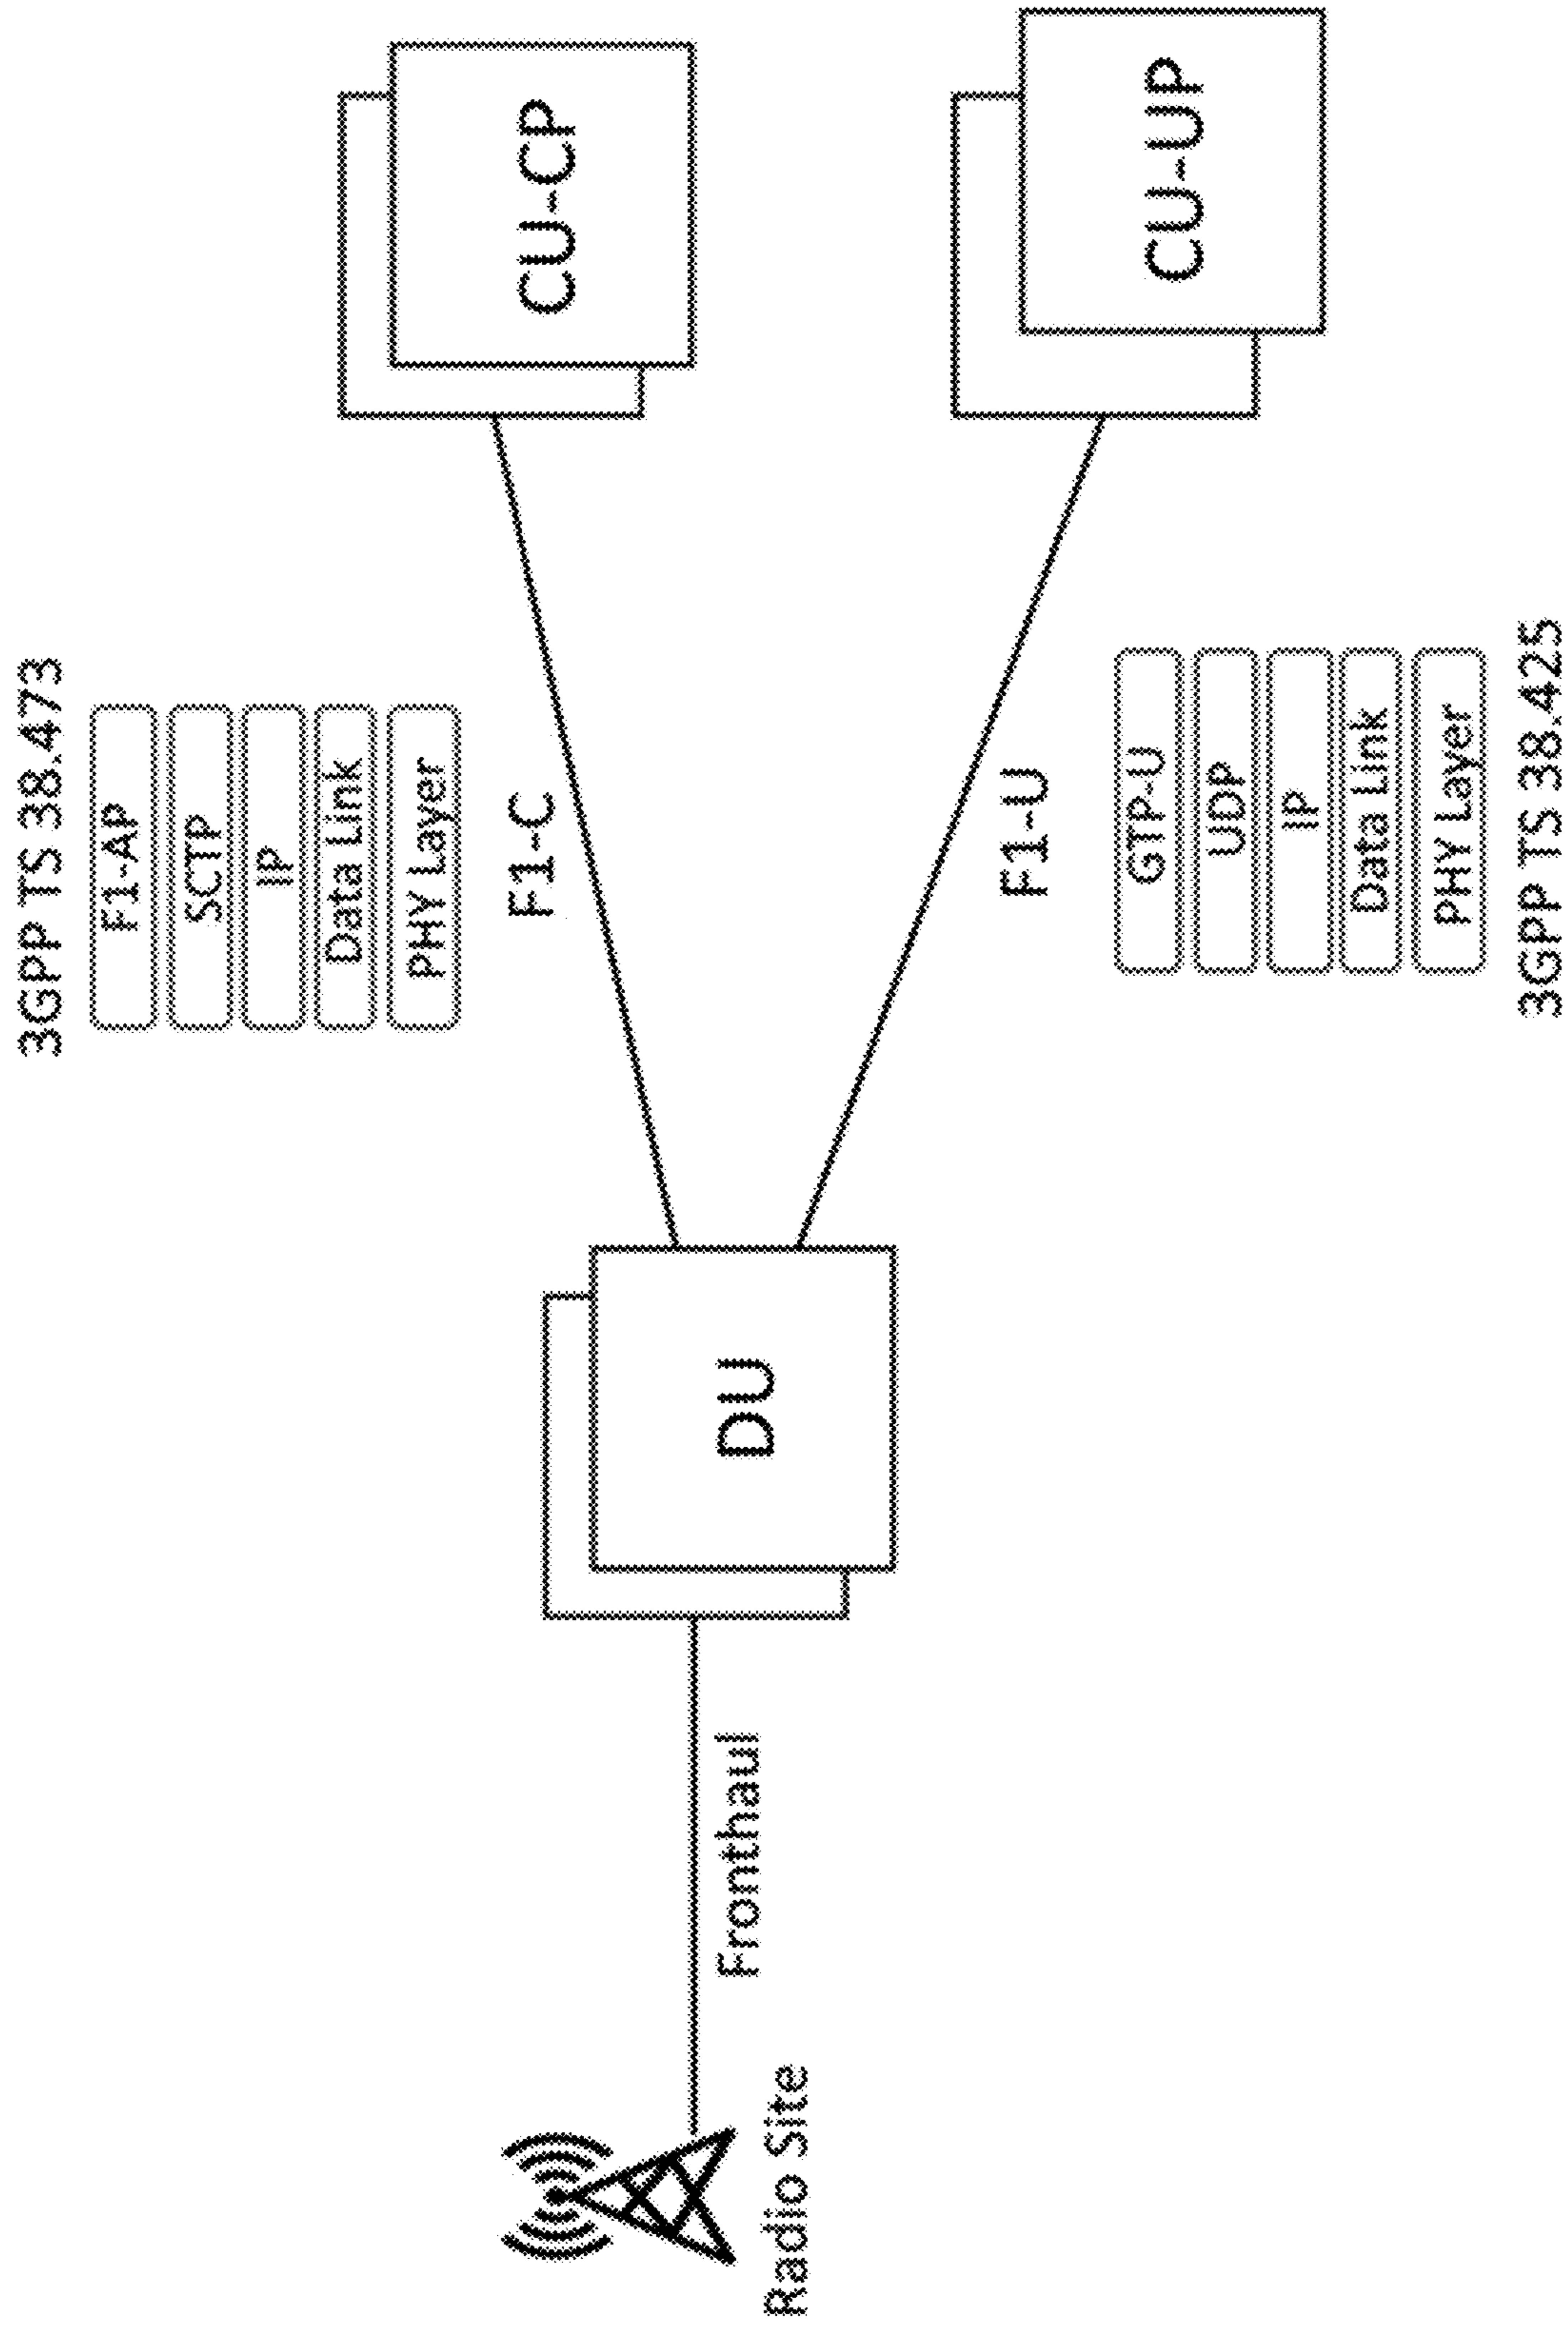 3GPP TS 38.473
F1-AP
SCTP
IP
Data Link
PHY Layer
F1-C
CU-CP
Radio Site
Fronthaul
DU
F1-U
CU-UP
GTP-U
UDP
IP
Data Link
PHY Layer
3GPP TS 38.425